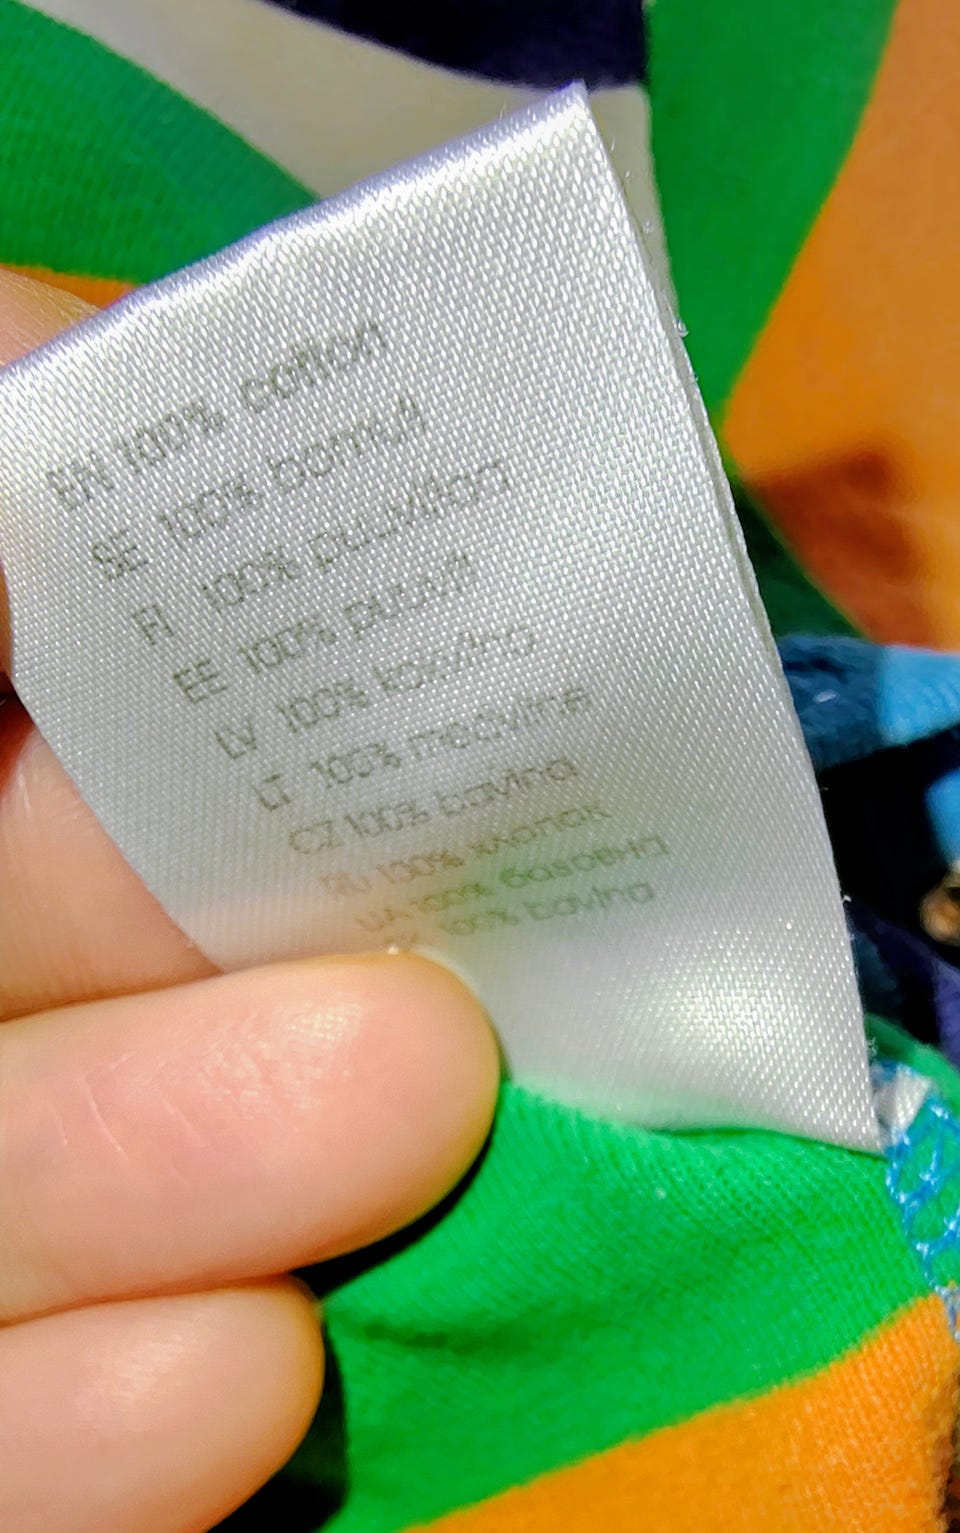 EN 100% cotton
SE 100% bomull
FI 100% puuvillaa
EE 100% puuvill
LV 100% kokvilna
LT 100% medvilnė
CZ 100% bavlna
RU 100% хлопок
UA 100% бавовна
100% bavlna